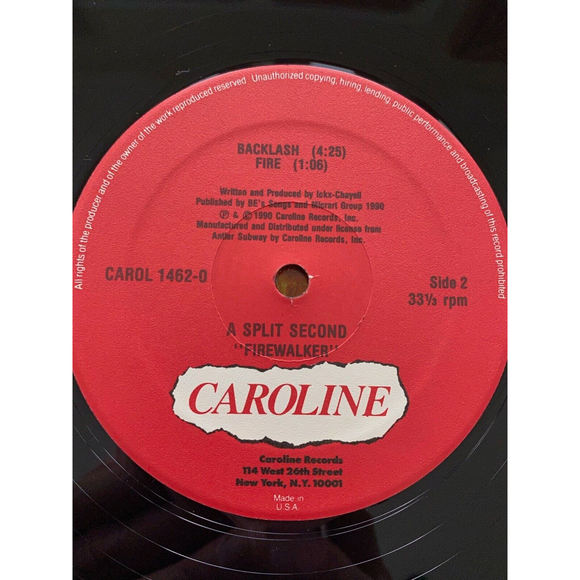 All rights of the producer and of the owner of the work reproduced reserved. Unauthorized copying, hiring, lending, public performance and broadcasting of this record prohibited
BACKLASH (4:25)
FIRE (1:06)
Written and Produced by Ickx-Chayell
Published by BE's Songs and Micrart Group 1990
℗ & © 1990 Caroline Records, Inc.
Manufactured and Distributed under license from
Antler Subway by Caroline Records, Inc.
CAROL 1462-0
Side 2
33⅓ rpm
A SPLIT SECOND
"FIREWALKER"
CAROLINE
Caroline Records
114 West 26th Street
New York, N.Y. 10001
Made in
U.S.A.